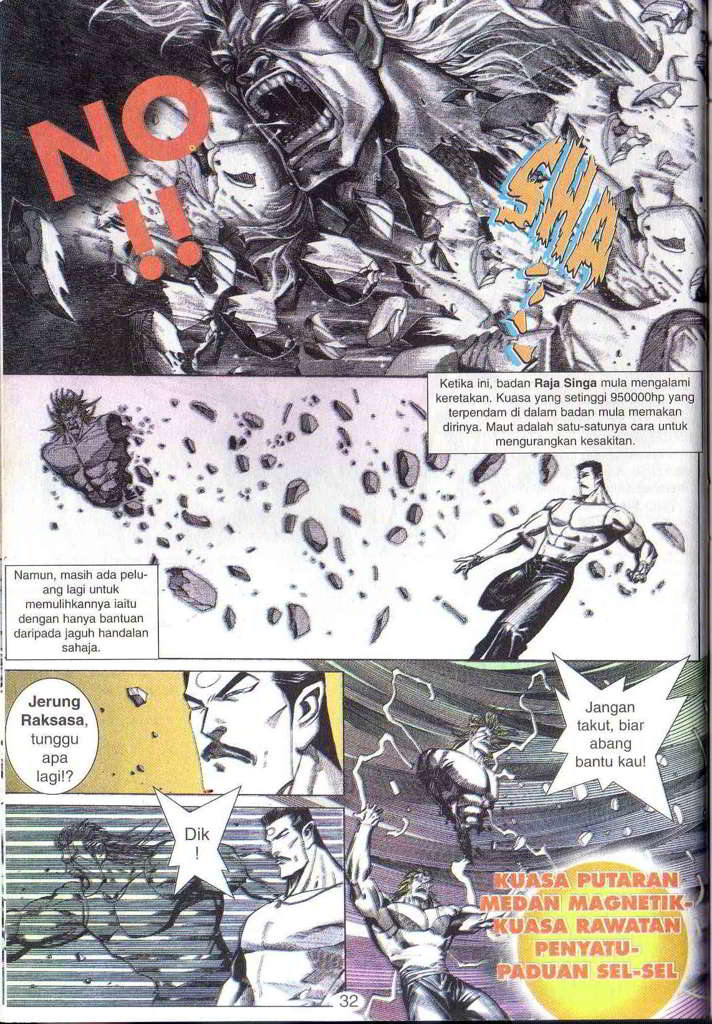 NO
!!
SHAA
Ketika ini, badan Raja Singa mula mengalami
keretakan. Kuasa yang setinggi 950000hp yang
terpendam di dalam badan mula memakan
dirinya. Maut adalah satu-satunya cara untuk
mengurangkan kesakitan.
Namun, masih ada pelu-
ang lagi untuk
memulihkannya iaitu
dengan hanya bantuan
daripada jaguh handalan
sahaja.
Jerung
Raksasa,
tunggu
apa
lagi!?
Jangan
takut, biar
abang
bantu kau!
Dik
!
KUASA PUTARAN
MEDAN MAGNETIK-
KUASA RAWATAN
PENYATU-
PADUAN SEL-SEL
32